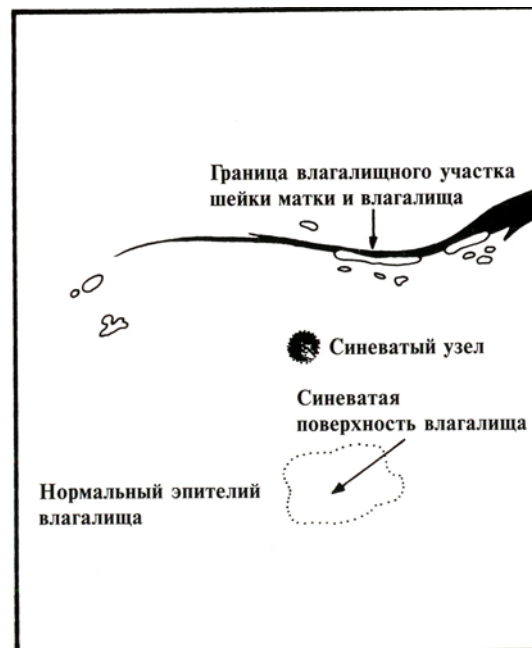 Граница влагалищного участка
шейки матки и влагалища
Синеватый узел
Синеватая
поверхность влагалища
Нормальный эпителий
влагалища